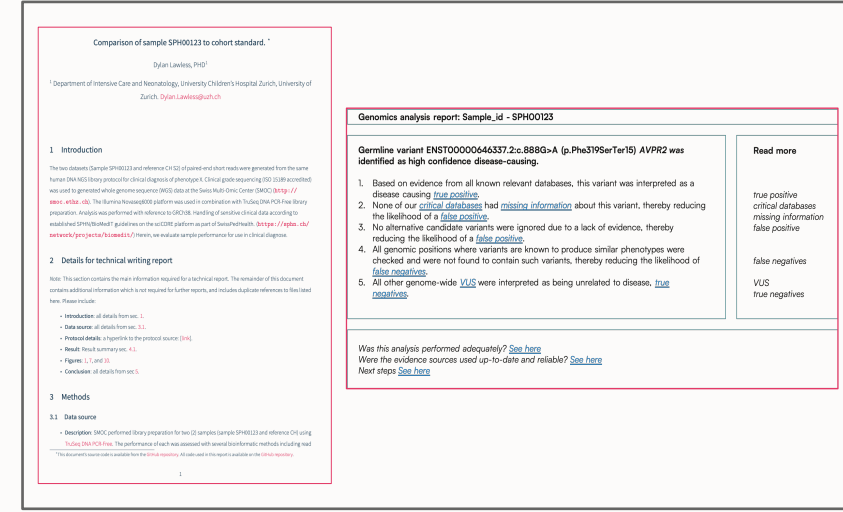 Comparison of sample SPH00123 to cohort standard. *
Dylan Lawless, PHD1
1 Department of Intensive Care and Neonatology, University Children's Hospital Zurich, University of
Zurich. Dylan.Lawless@uzh.ch
1 Introduction
The two datasets (Sample SPH00123 and reference CH S2) of paired-end short reads were generated from the same
human DNA NGS library protocol for clinical diagnosis of phenotype X. Clinical grade sequencing (ISO 15189 accredited)
was used to generated whole genome sequence (WGS) data at the Swiss Multi-Omic Center (SMOC) (http://
smoc.ethz.ch). The Illumina Novaseq6000 platform was used in combination with TruSeq DNA PCR-Free library
preparation. Analysis was performed with reference to GRCh38. Handling of sensitive clinical data according to
established SPHN/BioMedIT guidelines on the sciCORE platform as part of SwissPedHealth. (https://sphn.ch/
network/projects/biomedit/) Herein, we evaluate sample performance for use in clinical diagnose.
2 Details for technical writing report
Note: This section contains the main information required for a technical report. The remainder of this document
contains additional information which is not required for further reports, and includes duplicate references to files listed
here. Please include:
• Introduction: all details from sec. 1.
• Data source: all details from sec. 3.1.
• Protocol details: a hyperlink to the protocol source: [link].
• Result: Result summary sec. 4.1.
• Figures: 1, 7, and 10.
• Conclusion: all details from sec 5.
3 Methods
3.1 Data source
• Description: SMOC performed library preparation for two (2) samples (sample SPH00123 and reference CH) using
TruSeq DNA PCR-Free. The performance of each was assessed with several bioinformatic methods including read
*This document's source code is available from the GitHub repository. All codes used in this report is available on the GitHub repository.
1
Genomics analysis report: Sample_id - SPH00123
Germline variant ENST00000646337.2:c.888G>A (p.Phe319SerTer15) AVPR2 was
identified as high confidence disease-causing.
1. Based on evidence from all known relevant databases, this variant was interpreted as a
disease causing true positive.
2. None of our critical databases had missing information about this variant, thereby reducing
the likelihood of a false positive.
3. No alternative candidate variants were ignored due to a lack of evidence, thereby
reducing the likelihood of a false positive.
4. All genomic positions where variants are known to produce similar phenotypes were
checked and were not found to contain such variants, thereby reducing the likelihood of
false negatives.
5. All other genome-wide VUS were interpreted as being unrelated to disease, true
negatives.
Read more
true positive
critical databases
missing information
false positive
false negatives
VUS
true negatives
Was this analysis performed adequately? See here
Were the evidence sources used up-to-date and reliable? See here
Next steps See here